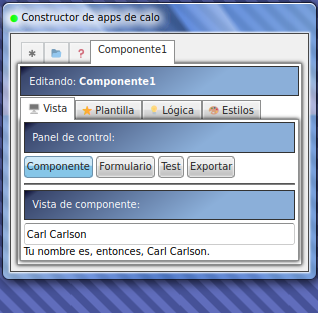 Constructor de apps de calo
* ? Componente1
Editando: Componente1
Vista Plantilla Lógica Estilos
Panel de control:
Componente Formulario Test Exportar
Vista de componente:
Carl Carlson
Tu nombre es, entonces, Carl Carlson.